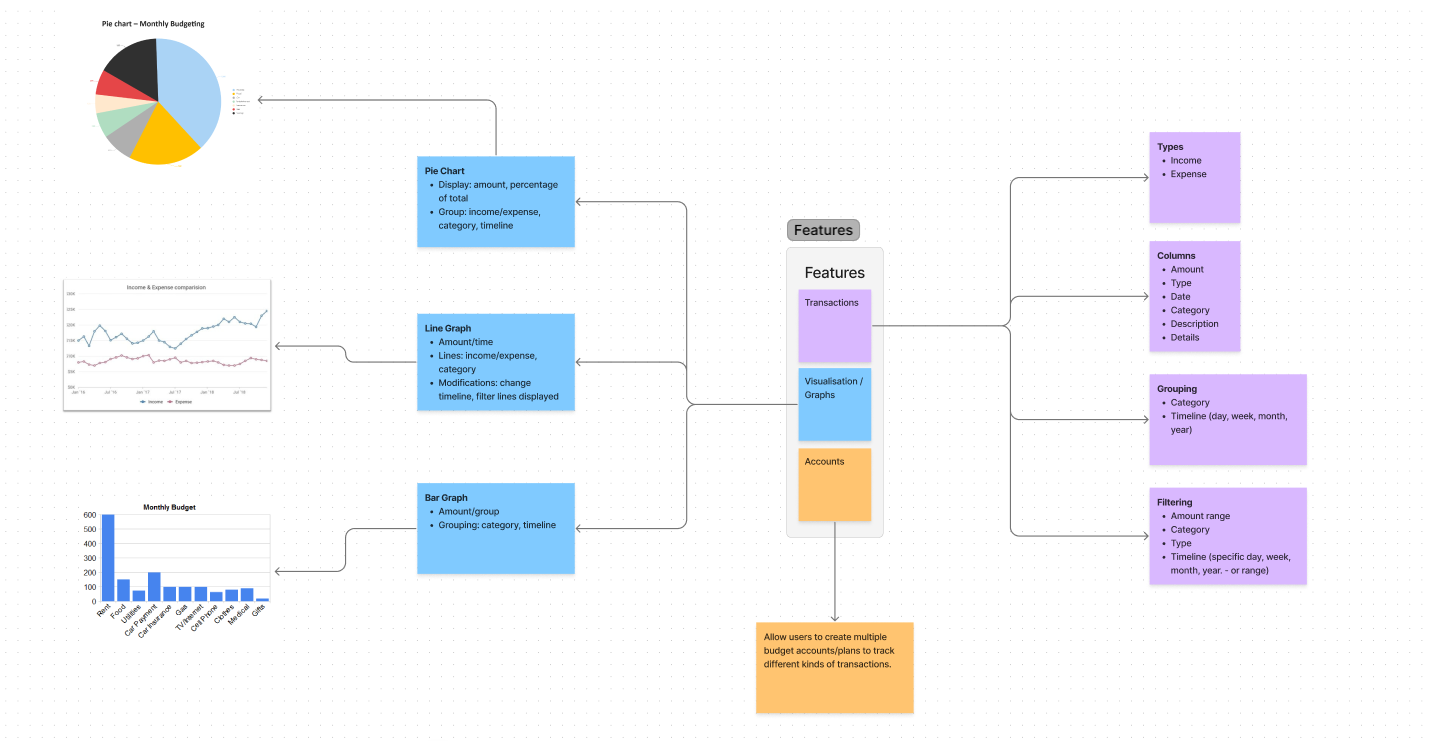 Pie chart – Monthly Budgeting
Pie Chart
Display: amount, percentage
of total
Group: income/expense,
category, timeline
Income & Expense comparision
Jan '16 Jul '16 Jan '17 Jul '17 Jan '18 Jul '18
Income Expense
Line Graph
Amount/time
Lines: income/expense,
category
Modifications: change
timeline, filter lines displayed
Monthly Budget
600
500
400
300
200
100
0
Rent
Food
Utilities
Car Payment
Car Insurance
Gas
TV/Internet
Cell Phone
Clothes
Medical
Gifts
Bar Graph
Amount/group
Grouping: category, timeline
Features
Features
Transactions
Visualisation /
Graphs
Accounts
Allow users to create multiple
budget accounts/plans to track
different kinds of transactions.
Types
Income
Expense
Columns
Amount
Type
Date
Category
Description
Details
Grouping
Category
Timeline (day, week, month,
year)
Filtering
Amount range
Category
Type
Timeline (specific day, week,
month, year. - or range)